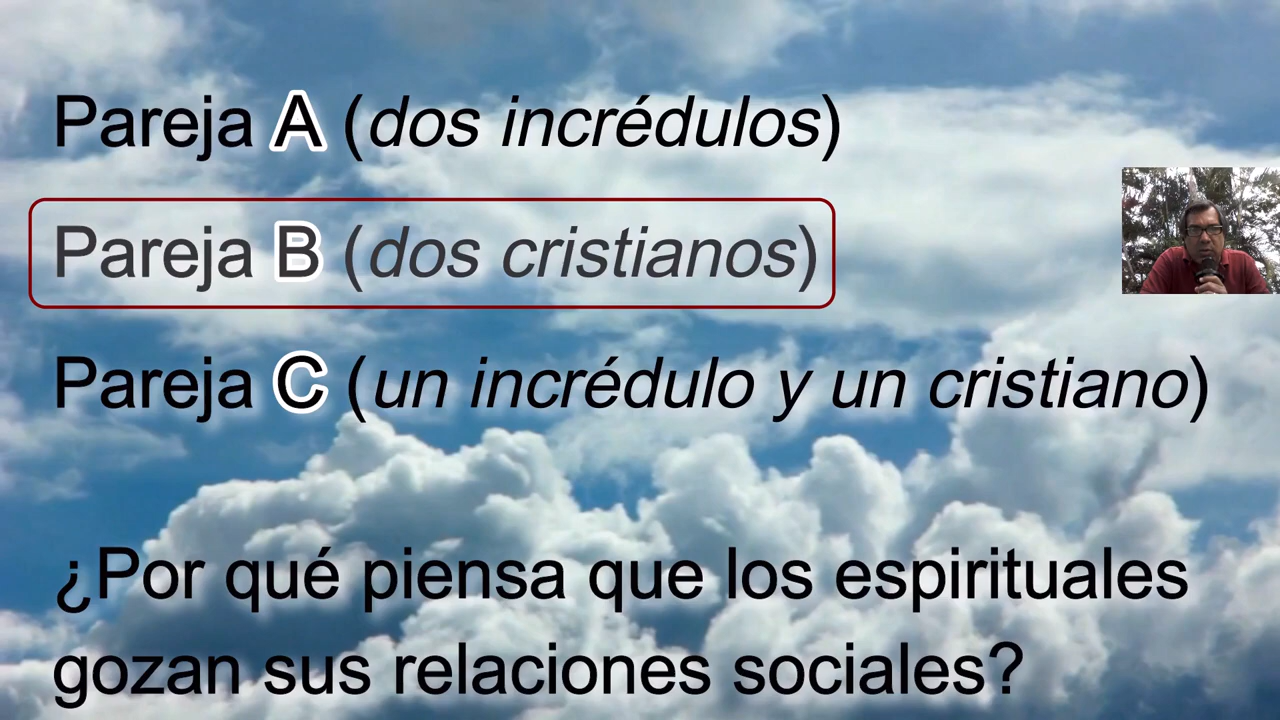 Pareja A (dos incrédulos)
Pareja B (dos cristianos)
Pareja C (un incrédulo y un cristiano)
¿Por qué piensa que los espirituales
gozan sus relaciones sociales?